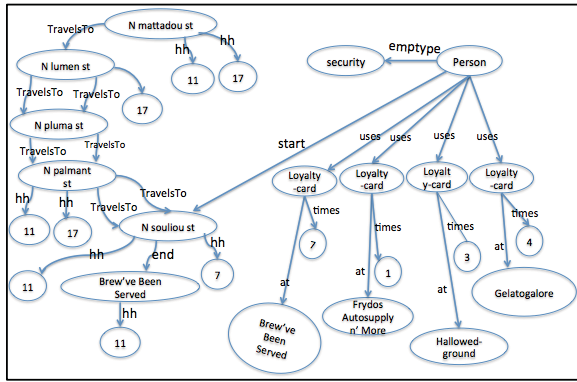 N mattadou st
TravelsTo
hh
hh
emptype
security
Person
N lumen st
11
17
TravelsTo
TravelsTo
17
N pluma st
start
uses
uses
uses
uses
TravelsTo
TravelsTo
N palmant
st
Loyalty
-card
Loyalty
-card
Loyalt
y-card
Loyalty
-card
hh
hh
TravelsTo
TravelsTo
times
times
times
times
11
17
N souliou st
7
1
3
4
hh
end
hh
at
at
at
at
11
Brew've Been
Served
7
Gelatogalore
hh
11
Brew've
Been
Served
Frydos
Autosupply
n' More
Hallowed-
ground